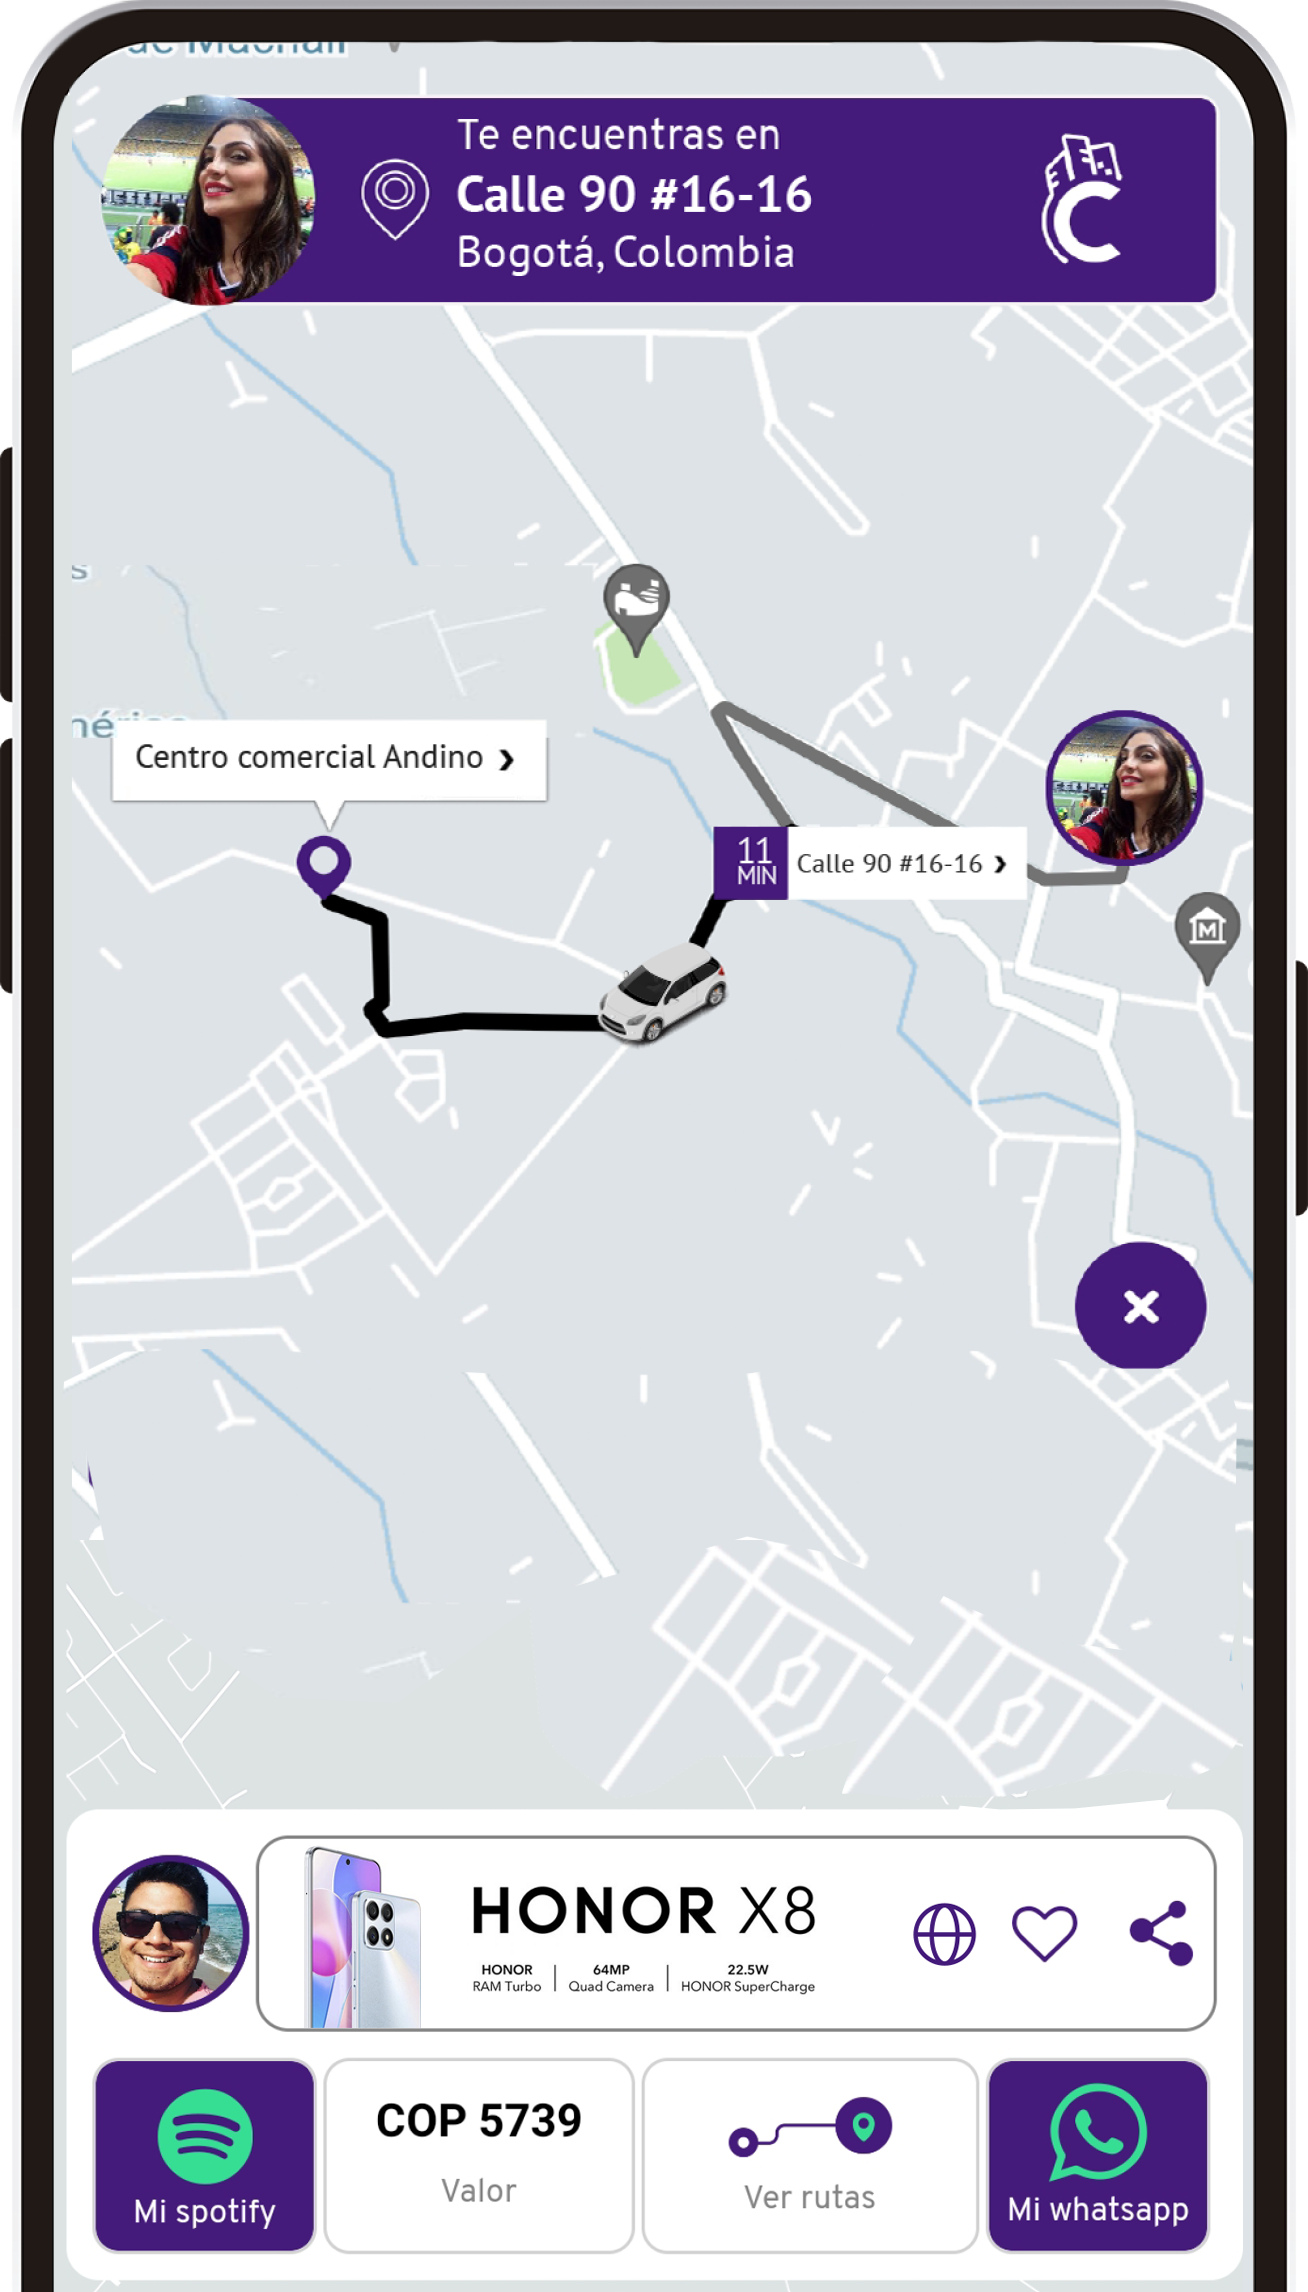 de Machalí
Te encuentras en
Calle 90 #16-16
Bogotá, Colombia
C
s
Centro comercial Andino ❯
11
MIN
Calle 90 #16-16 ❯
M
HONOR X8
HONOR
RAM Turbo
64MP
Quad Camera
22.5W
HONOR SuperCharge
Mi spotify
COP 5739
Valor
Ver rutas
Mi whatsapp